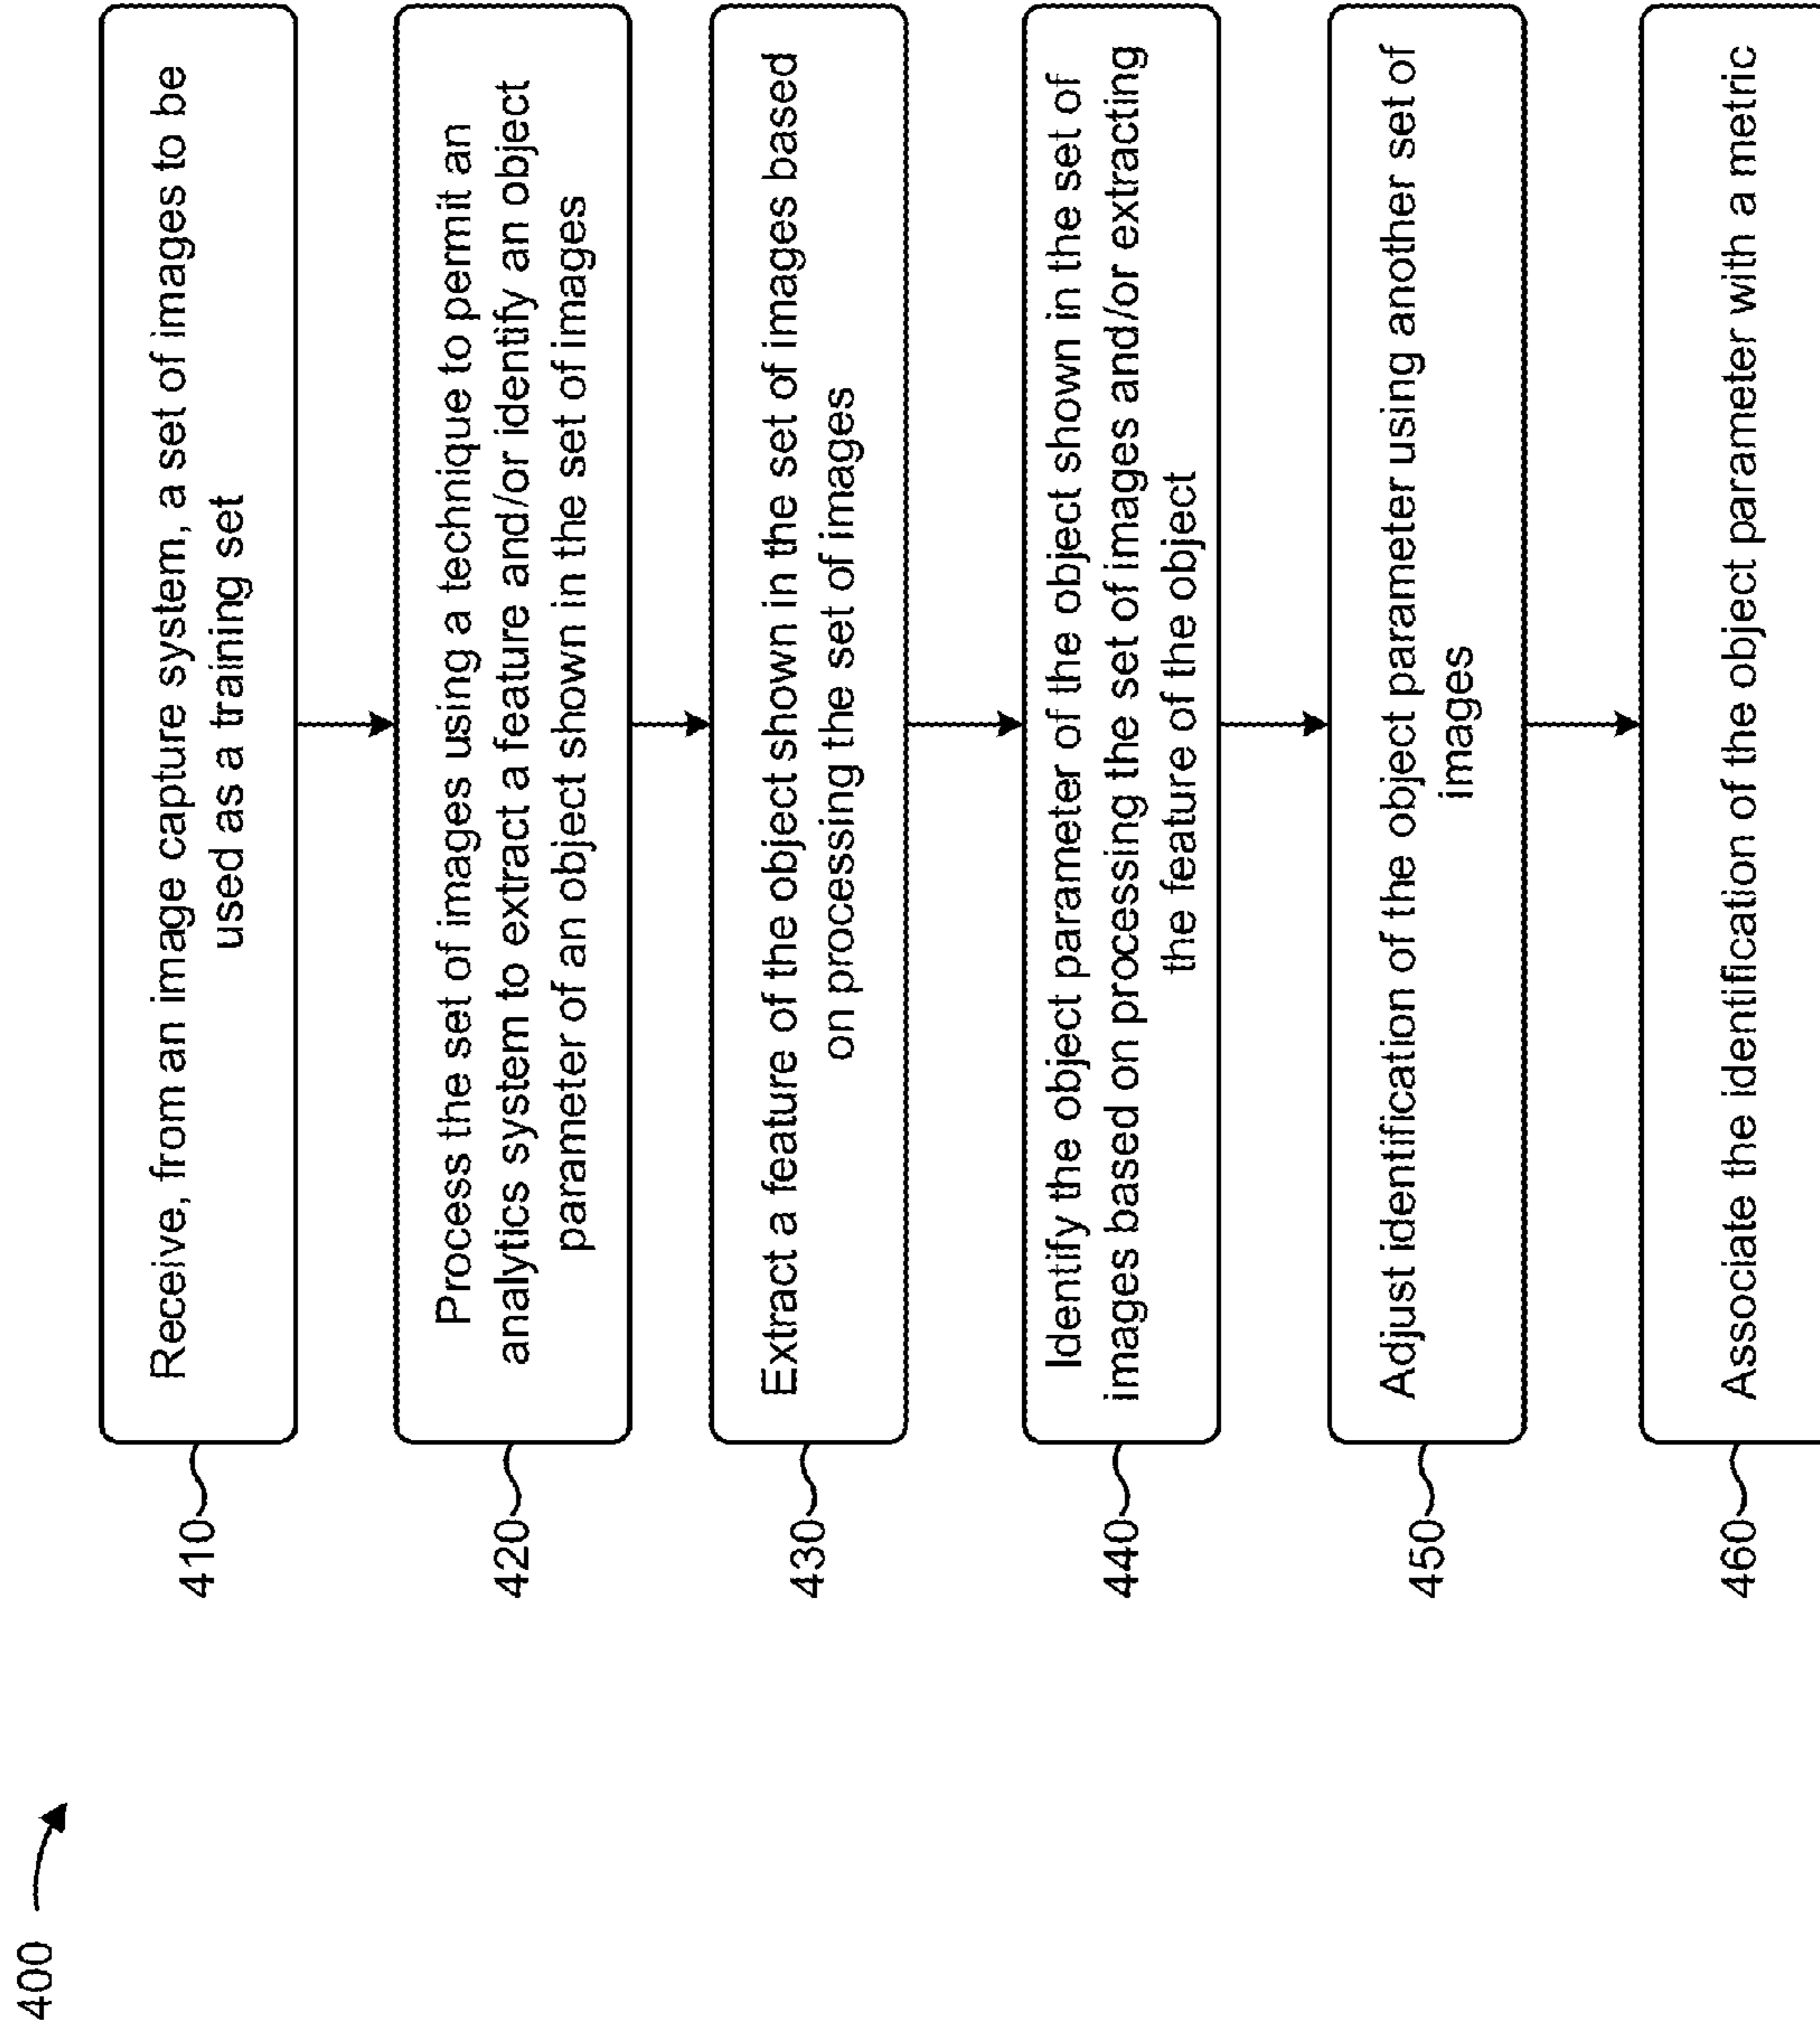 400
410
Receive, from an image capture system, a set of images to be
used as a training set
420
Process the set of images using a technique to permit an
analytics system to extract a feature and/or identify an object
parameter of an object shown in the set of images
430
Extract a feature of the object shown in the set of images based
on processing the set of images
440
Identify the object parameter of the object shown in the set of
images based on processing the set of images and/or extracting
the feature of the object
450
Adjust identification of the object parameter using another set of
images
460
Associate the identification of the object parameter with a metric